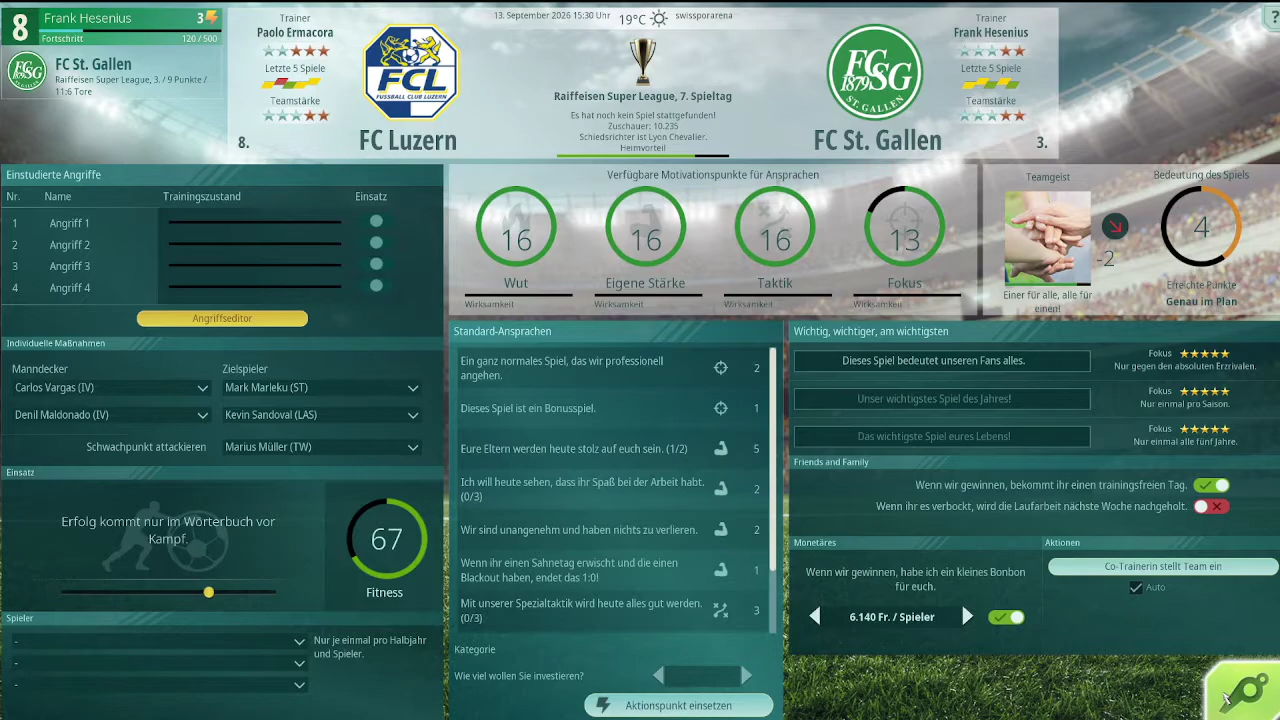 8
Frank Hesenius
3
Fortschritt
120 / 500
FC St. Gallen
Raiffeisen Super League, 3. / 9 Punkte /
11:6 Tore
Trainer
Paolo Ermacora
Letzte 5 Spiele
Teamstärke
8.
FCL
FUSSBALL CLUB LUZERN
FC Luzern
13. September 2026 15:30 Uhr
19°C
swissporarena
Raiffeisen Super League, 7. Spieltag
Es hat noch kein Spiel stattgefunden!
Zuschauer: 10.235
Schiedsrichter ist Lyon Chevalier.
Heimvorteil
FCSG
1879
ST. GALLEN
FC St. Gallen
Trainer
Frank Hesenius
Letzte 5 Spiele
Teamstärke
3.
?
Einstudierte Angriffe
Nr. Name Trainingszustand Einsatz
1 Angriff 1
2 Angriff 2
3 Angriff 3
4 Angriff 4
Angriffseditor
Individuelle Maßnahmen
Manndecker Zielspieler
Carlos Vargas (IV) Mark Marleku (ST)
Denil Maldonado (IV) Kevin Sandoval (LAS)
Schwachpunkt attackieren Marius Müller (TW)
Einsatz
Erfolg kommt nur im Wörterbuch vor
Kampf.
67
Fitness
Spieler
-
-
-
Nur je einmal pro Halbjahr
und Spieler.
Verfügbare Motivationspunkte für Ansprachen
16 16 16 13
Wut Eigene Stärke Taktik Fokus
Wirksamkeit Wirksamkeit Wirksamkeit Wirksamkeit
Standard-Ansprachen
Ein ganz normales Spiel, das wir professionell
angehen.
2
Dieses Spiel ist ein Bonusspiel.
1
Eure Eltern werden heute stolz auf euch sein. (1/2)
5
Ich will heute sehen, dass ihr Spaß bei der Arbeit habt.
(0/3)
2
Wir sind unangenehm und haben nichts zu verlieren.
2
Wenn ihr einen Sahnetag erwischt und die einen
Blackout haben, endet das 1:0!
1
Mit unserer Spezialtaktik wird heute alles gut werden.
(0/3)
3
Kategorie
Wie viel wollen Sie investieren?
Aktionspunkt einsetzen
Teamgeist
-2
Einer für alle, alle für
einen!
Bedeutung des Spiels
4
Erreichte Punkte
Genau im Plan
Wichtig, wichtiger, am wichtigsten
Dieses Spiel bedeutet unseren Fans alles.
Fokus
Nur gegen den absoluten Erzrivalen.
Unser wichtigstes Spiel des Jahres!
Fokus
Nur einmal pro Saison.
Das wichtigste Spiel eures Lebens!
Fokus
Nur einmal alle fünf Jahre.
Friends and Family
Wenn wir gewinnen, bekommt ihr einen trainingsfreien Tag.
Wenn ihr es verbockt, wird die Laufarbeit nächste Woche nachgeholt.
Monetäres
Wenn wir gewinnen, habe ich ein kleines Bonbon
für euch.
6.140 Fr. / Spieler
Aktionen
Co-Trainerin stellt Team ein
Auto